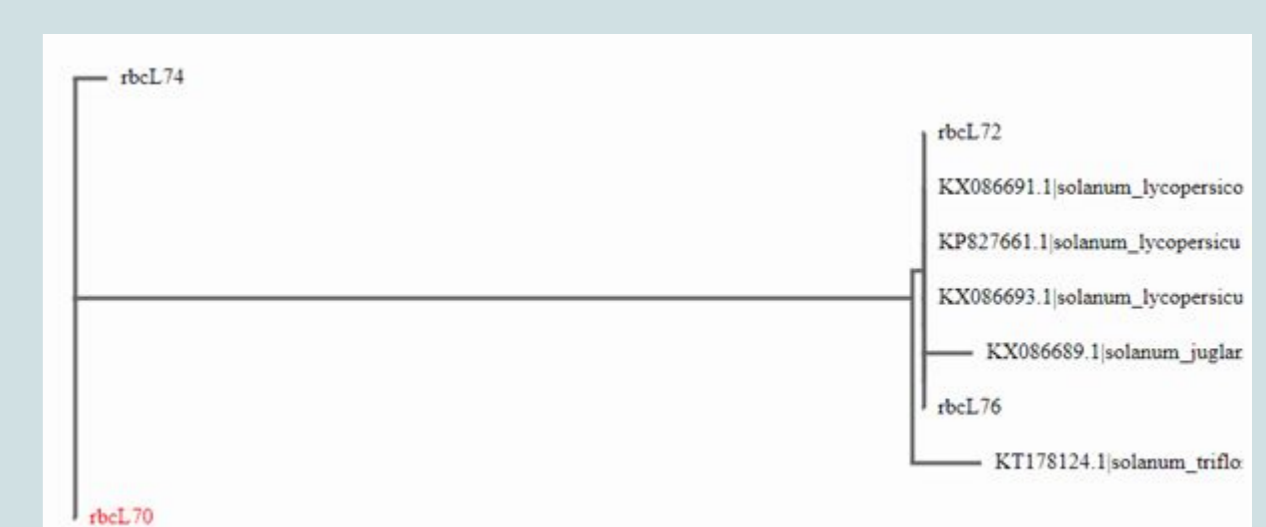 rbcL74
rbcL72
KX086691.1|solanum_lycopersico
KP827661.1|solanum_lycopersicu
KX086693.1|solanum_lycopersicu
KX086689.1|solanum_juglar
rbcL76
KT178124.1|solanum_triflo
rbcL70